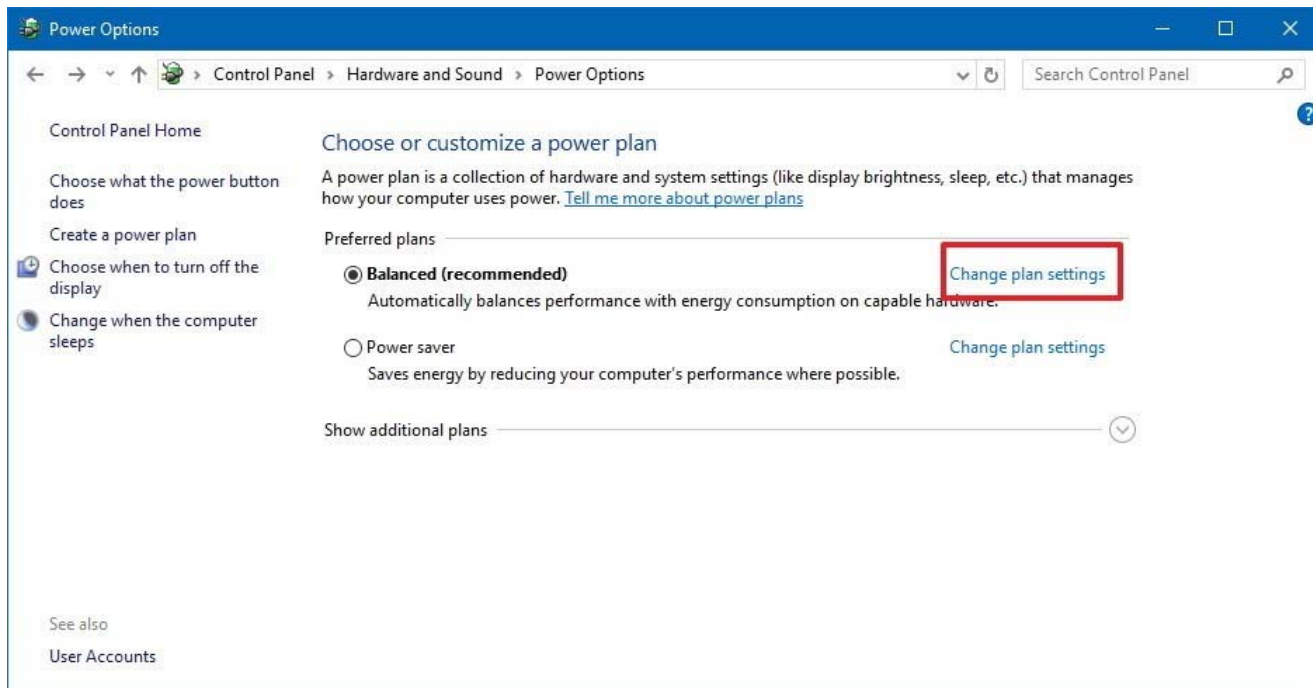 Power Options
Control Panel > Hardware and Sound > Power Options
Search Control Panel
Control Panel Home
Choose what the power button
does
Create a power plan
Choose when to turn off the
display
Change when the computer
sleeps
See also
User Accounts
Choose or customize a power plan
A power plan is a collection of hardware and system settings (like display brightness, sleep, etc.) that manages
how your computer uses power. Tell me more about power plans
Preferred plans
Balanced (recommended) Change plan settings
Automatically balances performance with energy consumption on capable hardware.
Power saver Change plan settings
Saves energy by reducing your computer's performance where possible.
Show additional plans
?